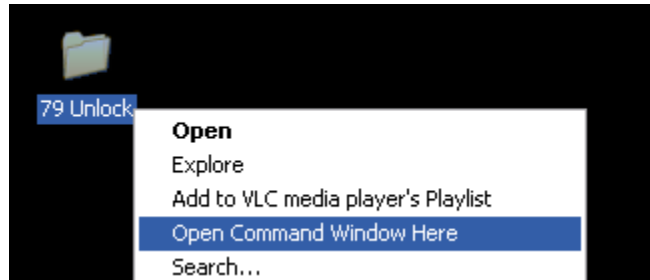 79 Unlock
Open
Explore
Add to VLC media player's Playlist
Open Command Window Here
Search...